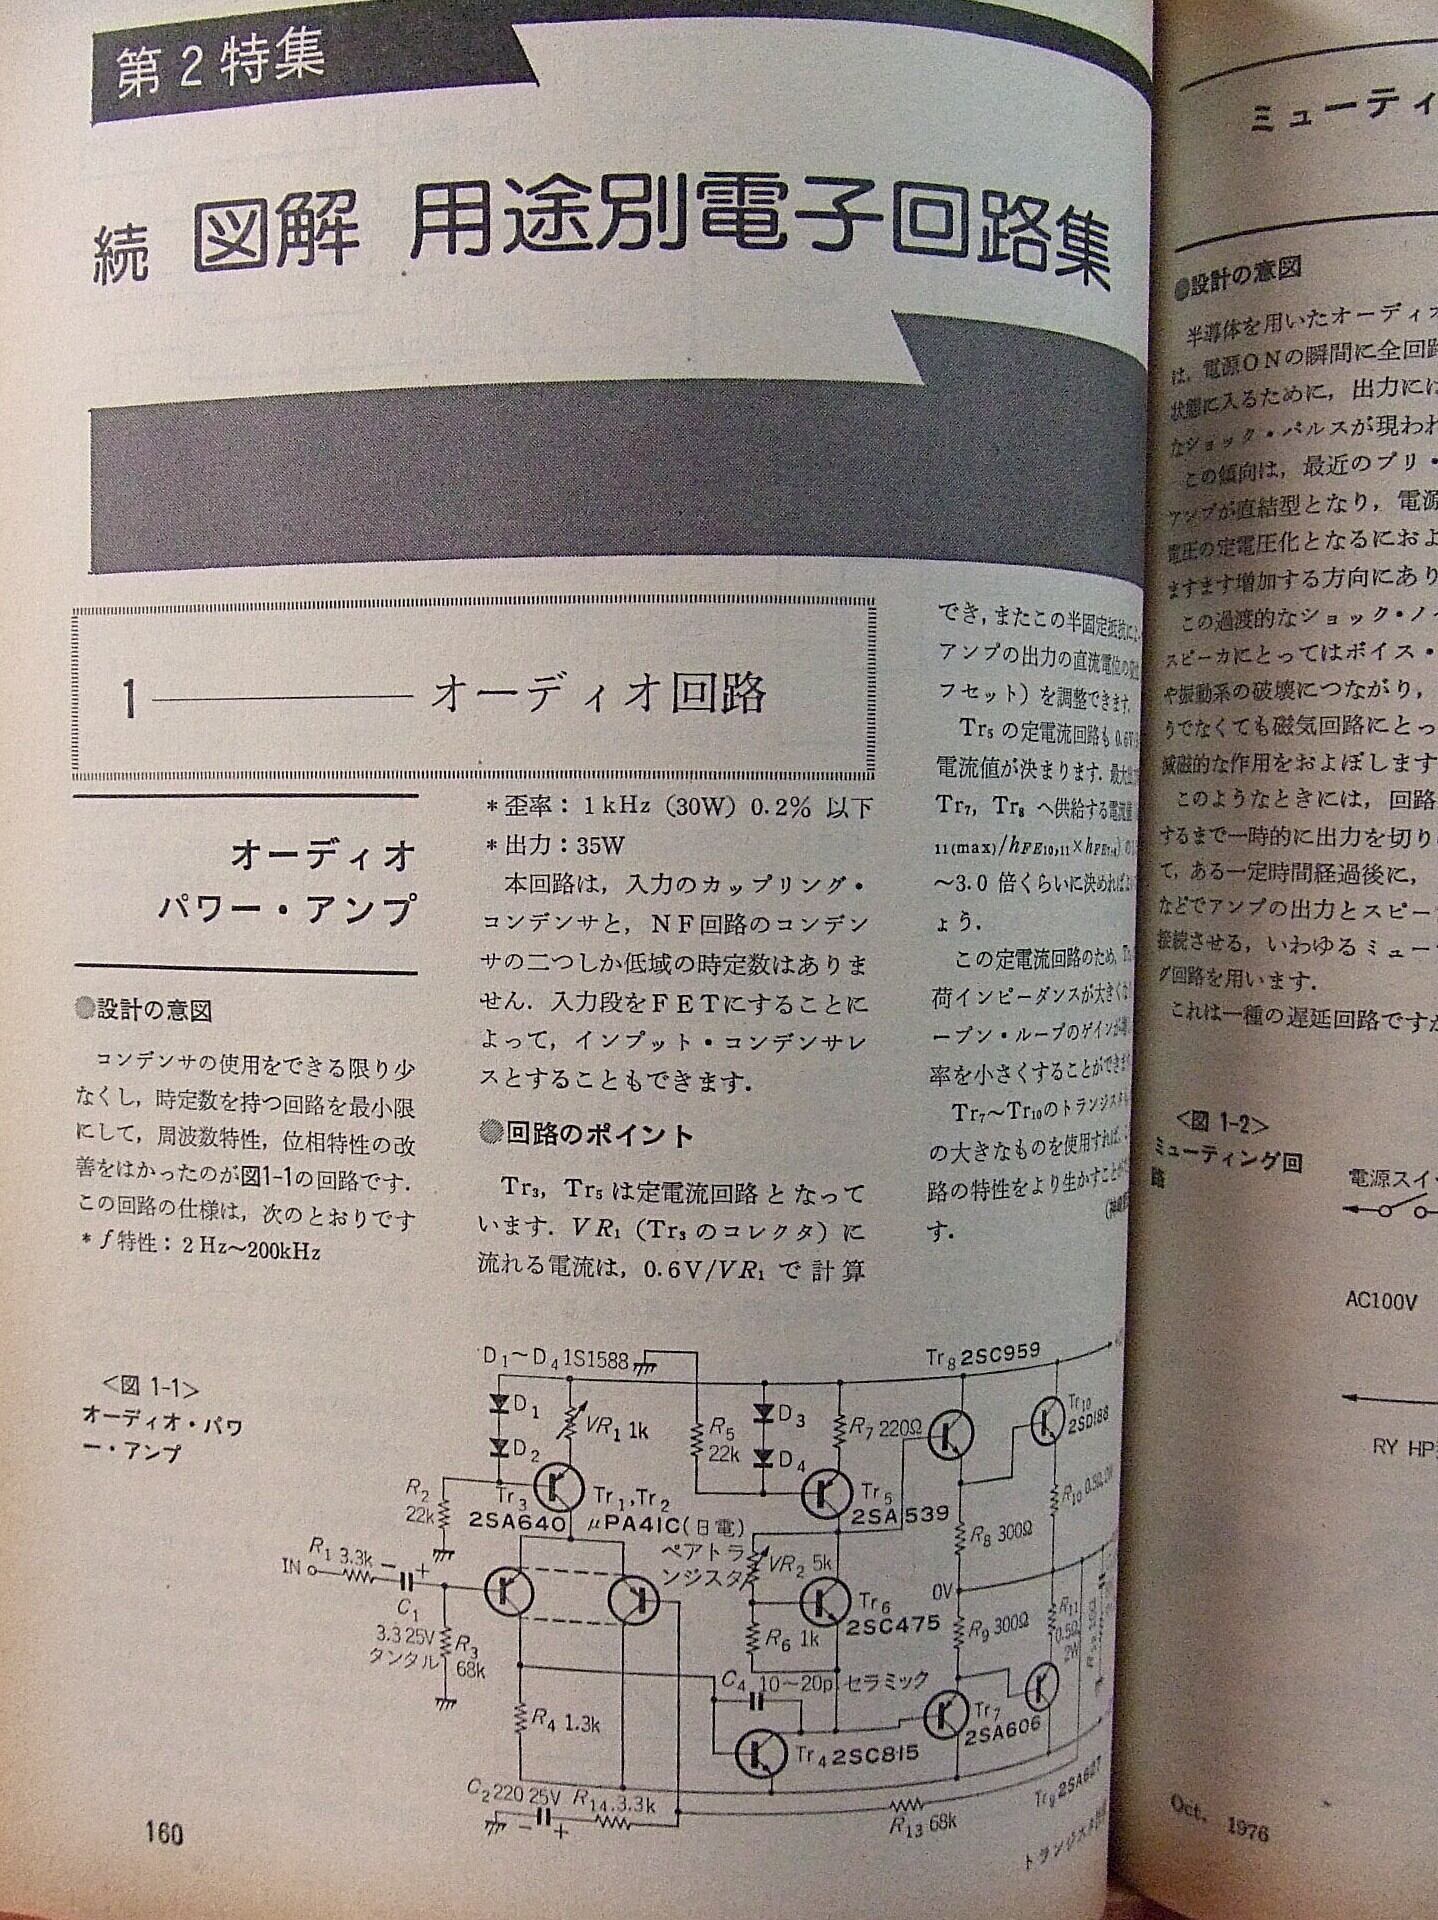 第2特集
続 図解 用途別電子回路集
1 オーディオ回路
オーディオ
パワー・アンプ
●設計の意図
コンデンサの使用をできる限り少
なくし，時定数を持つ回路を最小限
にして，周波数特性，位相特性の改
善をはかったのが図1-1の回路です．
この回路の仕様は，次のとおりです
＊f特性：2Hz～200kHz
＊歪率：1kHz（30W）0.2% 以下
＊出力：35W
本回路は，入力のカップリング・
コンデンサと，NF回路のコンデン
サの二つしか低域の時定数はありま
せん．入力段をFETにすることに
よって，インプット・コンデンサレ
スとすることもできます．
●回路のポイント
Tr₃，Tr₅は定電流回路となって
います．VR₁（Tr₃のコレクタ）に
流れる電流は，0.6V/VR₁で計算
でき，またこの半固定抵抗によ
アンプの出力の直流電位の
フセット）を調整できます．
Tr₅の定電流回路も0.6V
電流値が決まります．最大
Tr₇，Tr₈へ供給する電流
11(max)/hFE10,11×hFE
～3.0倍くらいに決めればよい
ょう．
この定電流回路のため，
荷インピーダンスが大きく
ープン・ループのゲインが
率を小さくすることができま
Tr₇～Tr₁₀のトランジスタ
の大きなものを使用すれば，
路の特性をより生かすこと
す．
<図 1-1>
オーディオ・パワ
ー・アンプ
D₁～D₄ 1S1588
D₁
D₂
VR₁ 1k
R₅
22k
D₃
D₄
R₇ 220Ω
Tr₈ 2SC959
Tr₁₀
2SD188
R₂
22k
Tr₃
2SA640
Tr₁,Tr₂
μPA41C(日電)
ペアトラ
ンジスタ
Tr₅
2SA539
R₁₀ 0.5Ω
R₈ 300Ω
IN
R₁ 3.3k
－ ＋
C₁
3.3 25V
タンタル
R₃
68k
VR₂ 5k
Tr₆
2SC475
R₆ 1k
0V
R₉ 300Ω
R₁₁
0.5Ω
2W
C₄ 10～20p セラミック
R₄ 1.3k
Tr₄ 2SC815
Tr₇
2SA606
Tr₉ 2SA627
C₂ 220 25V
－ ＋
R₁₄ 3.3k
R₁₃ 68k
160
トランジスタ技術
ミューティ
●設計の意図
半導体を用いたオーディオ
は，電源ONの瞬間に全回路
状態に入るために，出力には
なショック・パルスが現われ
この傾向は，最近のプリ・
アンプが直結型となり，電源
電圧の定電圧化となるにおよ
ますます増加する方向にあり
この過渡的なショック・ノイ
スピーカにとってはボイス・
や振動系の破壊につながり，
うでなくても磁気回路にとっ
減磁的な作用をおよぼします
このようなときには，回路
するまで一時的に出力を切り
て，ある一定時間経過後に，
などでアンプの出力とスピー
接続させる，いわゆるミュー
グ回路を用います．
これは一種の遅延回路ですが
<図 1-2>
ミューティング回
路
電源スイ
AC100V
RY HP
Oct. 1976